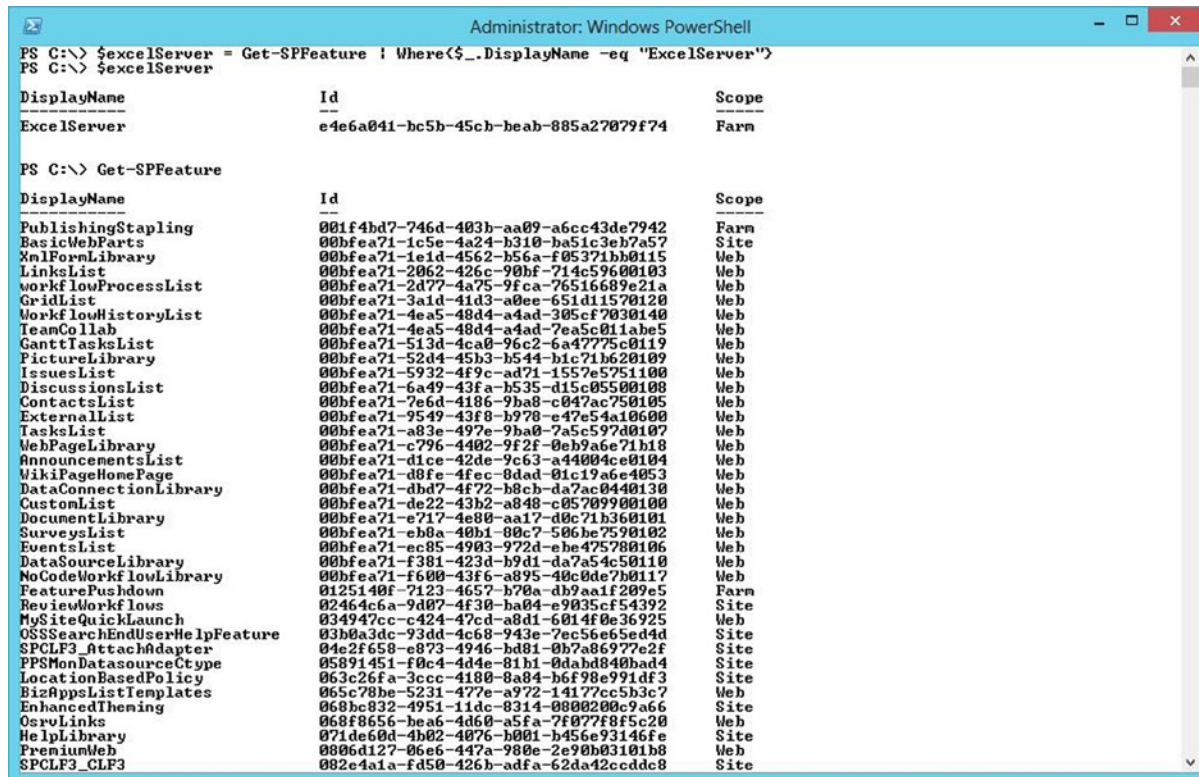 Administrator: Windows PowerShell
PS C:\> $excelServer = Get-SPFeature | Where{$_.DisplayName -eq "ExcelServer"}
PS C:\> $excelServer
DisplayName Id Scope
----------- -- -----
ExcelServer e4e6a041-bc5b-45cb-beab-885a27079f74 Farm
PS C:\> Get-SPFeature
DisplayName Id Scope
----------- -- -----
PublishingStapling 001f4bd7-746d-403b-aa09-a6cc43de7942 Farm
BasicWebParts 00bfea71-1c5e-4a24-b310-ba51c3eb7a57 Site
XmlFormLibrary 00bfea71-1e1d-4562-b56a-f05371bb0115 Web
LinksList 00bfea71-2062-426c-90bf-714c59600103 Web
workflowProcessList 00bfea71-2d77-4a75-9fca-76516689e21a Web
GridList 00bfea71-3a1d-41d3-a0ee-651d11570120 Web
WorkflowHistoryList 00bfea71-4ea5-48d4-a4ad-305cf7030140 Web
TeamCollab 00bfea71-4ea5-48d4-a4ad-7ea5c011abe5 Web
GanttTasksList 00bfea71-513d-4ca0-96c2-6a47775c0119 Web
PictureLibrary 00bfea71-52d4-45b3-b544-b1c71b620109 Web
IssuesList 00bfea71-5932-4f9c-ad71-1557e5751100 Web
DiscussionsList 00bfea71-6a49-43fa-b535-d15c05500108 Web
ContactsList 00bfea71-7e6d-4186-9ba8-c047ac750105 Web
ExternalList 00bfea71-9549-43f8-b978-e47e54a10600 Web
TasksList 00bfea71-a83e-497e-9ba0-7a5c597d0107 Web
WebPageLibrary 00bfea71-c796-4402-9f2f-0eb9a6e71b18 Web
AnnouncementsList 00bfea71-d1ce-42de-9c63-a44004ce0104 Web
WikiPageHomePage 00bfea71-d8fe-4fec-8dad-01c19a6e4053 Web
DataConnectionLibrary 00bfea71-dbd7-4f72-b8cb-da7ac0440130 Web
CustomList 00bfea71-de22-43b2-a848-c05709900100 Web
DocumentLibrary 00bfea71-e717-4e80-aa17-d0c71b360101 Web
SurveysList 00bfea71-eb8a-40b1-80c7-506be7590102 Web
EventsList 00bfea71-ec85-4903-972d-ebe475780106 Web
DataSourceLibrary 00bfea71-f381-423d-b9d1-da7a54c50110 Web
NoCodeWorkflowLibrary 00bfea71-f600-43f6-a895-40c0de7b0117 Web
FeaturePushdown 0125140f-7123-4657-b70a-db9aa1f209e5 Farm
ReviewWorkflows 02464c6a-9d07-4f30-ba04-e9035cf54392 Site
MySiteQuickLaunch 034947cc-c424-47cd-a8d1-6014f0e36925 Web
OSSSearchEndUserHelpFeature 03b0a3dc-93dd-4c68-943e-7ec56e65ed4d Site
SPCLF3_AttachAdapter 04e2f658-e873-4946-bd81-0b7a86977e2f Site
PPSMonDatasourceCtype 05891451-f0c4-4d4e-81b1-0dabd840bad4 Site
LocationBasedPolicy 063c26fa-3ccc-4180-8a84-b6f98e991df3 Site
BizAppsListTemplates 065c78be-5231-477e-a972-14177cc5b3c7 Web
EnhancedTheming 068bc832-4951-11dc-8314-0800200c9a66 Site
OsrvLinks 068f8656-bea6-4d60-a5fa-7f077f8f5c20 Web
HelpLibrary 071de60d-4b02-4076-b001-b456e93146fe Site
PremiumWeb 0806d127-06e6-447a-980e-2e90b03101b8 Web
SPCLF3_CLF3 082e4a1a-fd50-426b-adfa-62da42ccddc8 Site